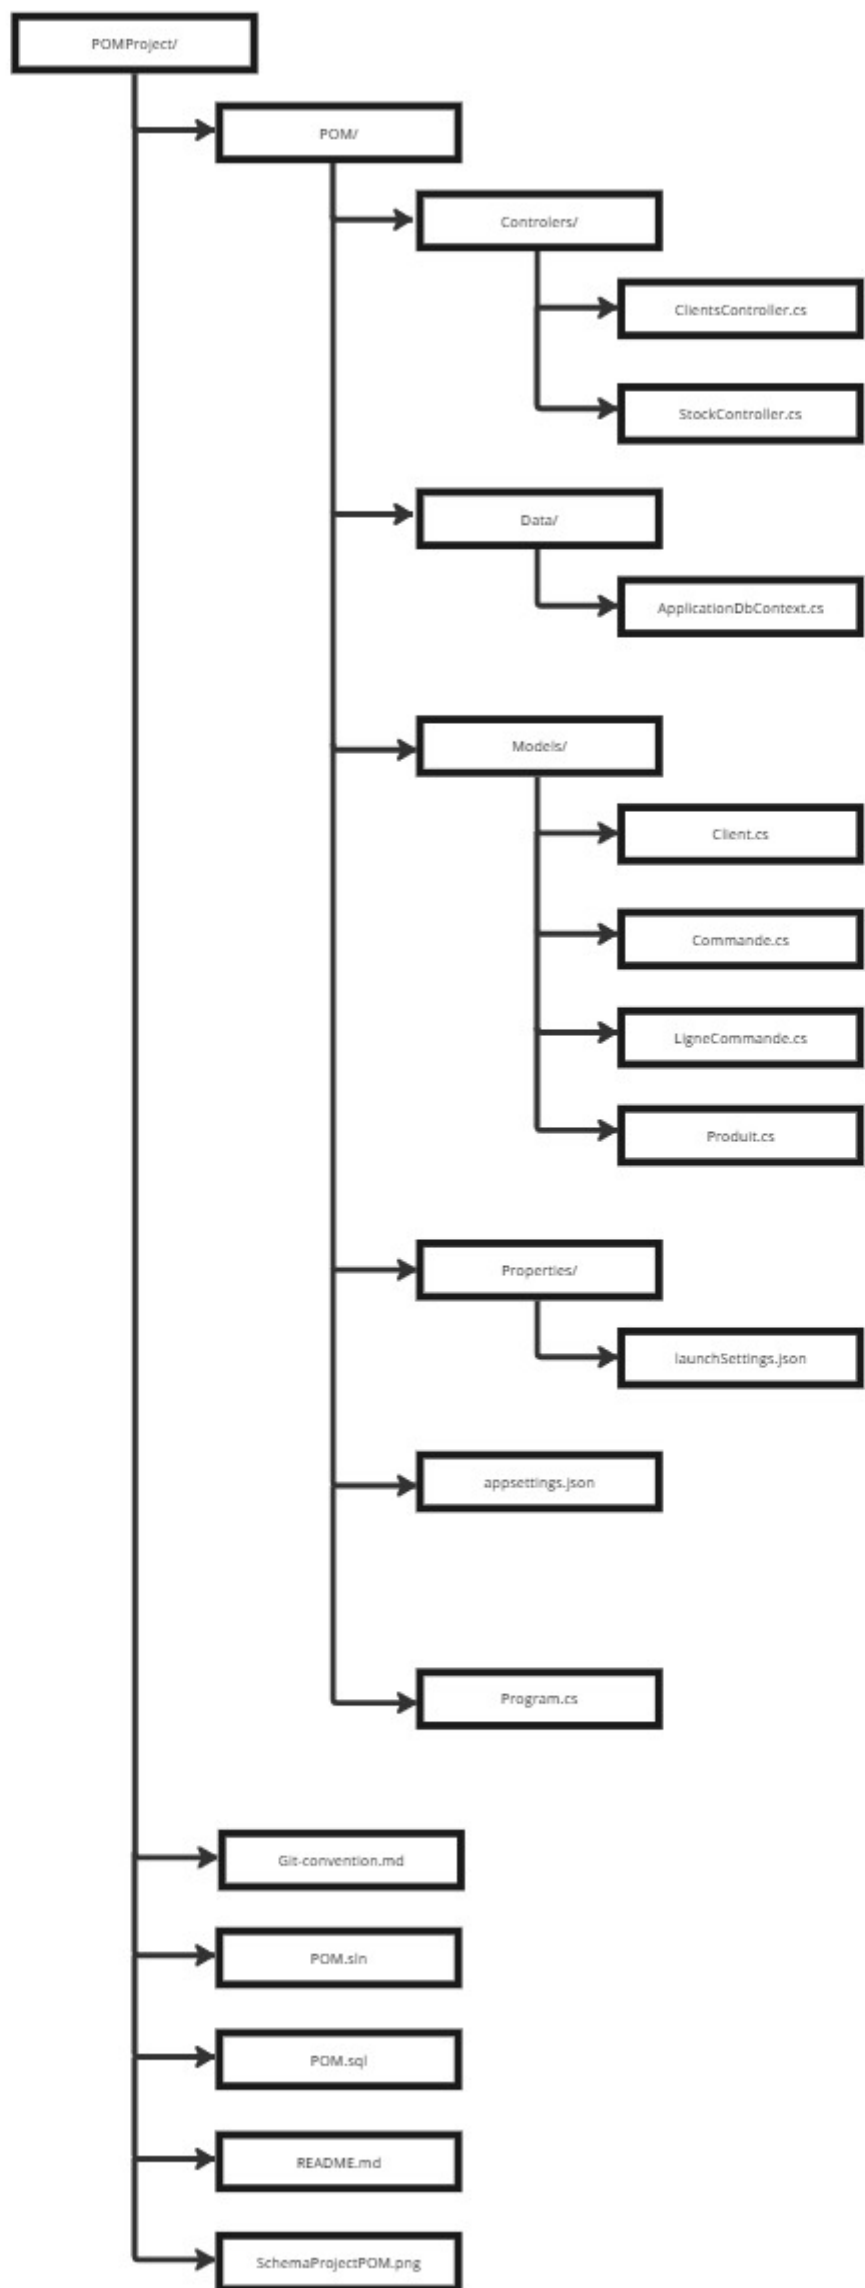 POMProject/
POM/
Controlers/
ClientsController.cs
StockController.cs
Data/
ApplicationDbContext.cs
Models/
Client.cs
Commande.cs
LigneCommande.cs
Produit.cs
Properties/
launchSettings.json
appsettings.json
Program.cs
Git-convention.md
POM.sln
POM.sql
README.md
SchemaProjectPOM.png